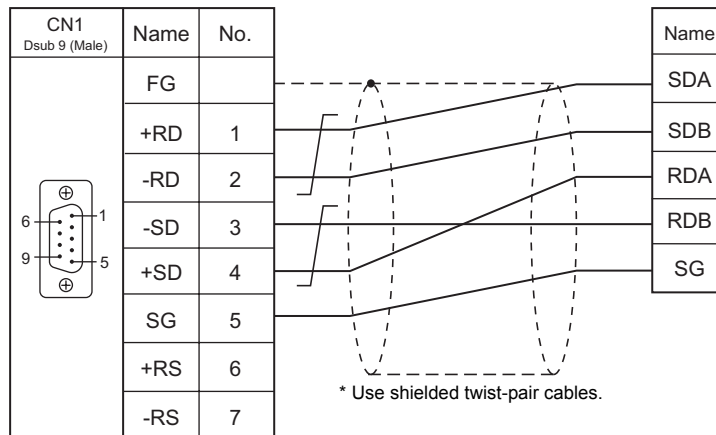 CN1
Dsub 9 (Male)
Name No.
Name
FG
SDA
+RD 1
SDB
-RD 2
RDA
6 1
-SD 3
RDB
9 5
+SD 4
SG
SG 5
+RS 6
* Use shielded twist-pair cables.
-RS 7